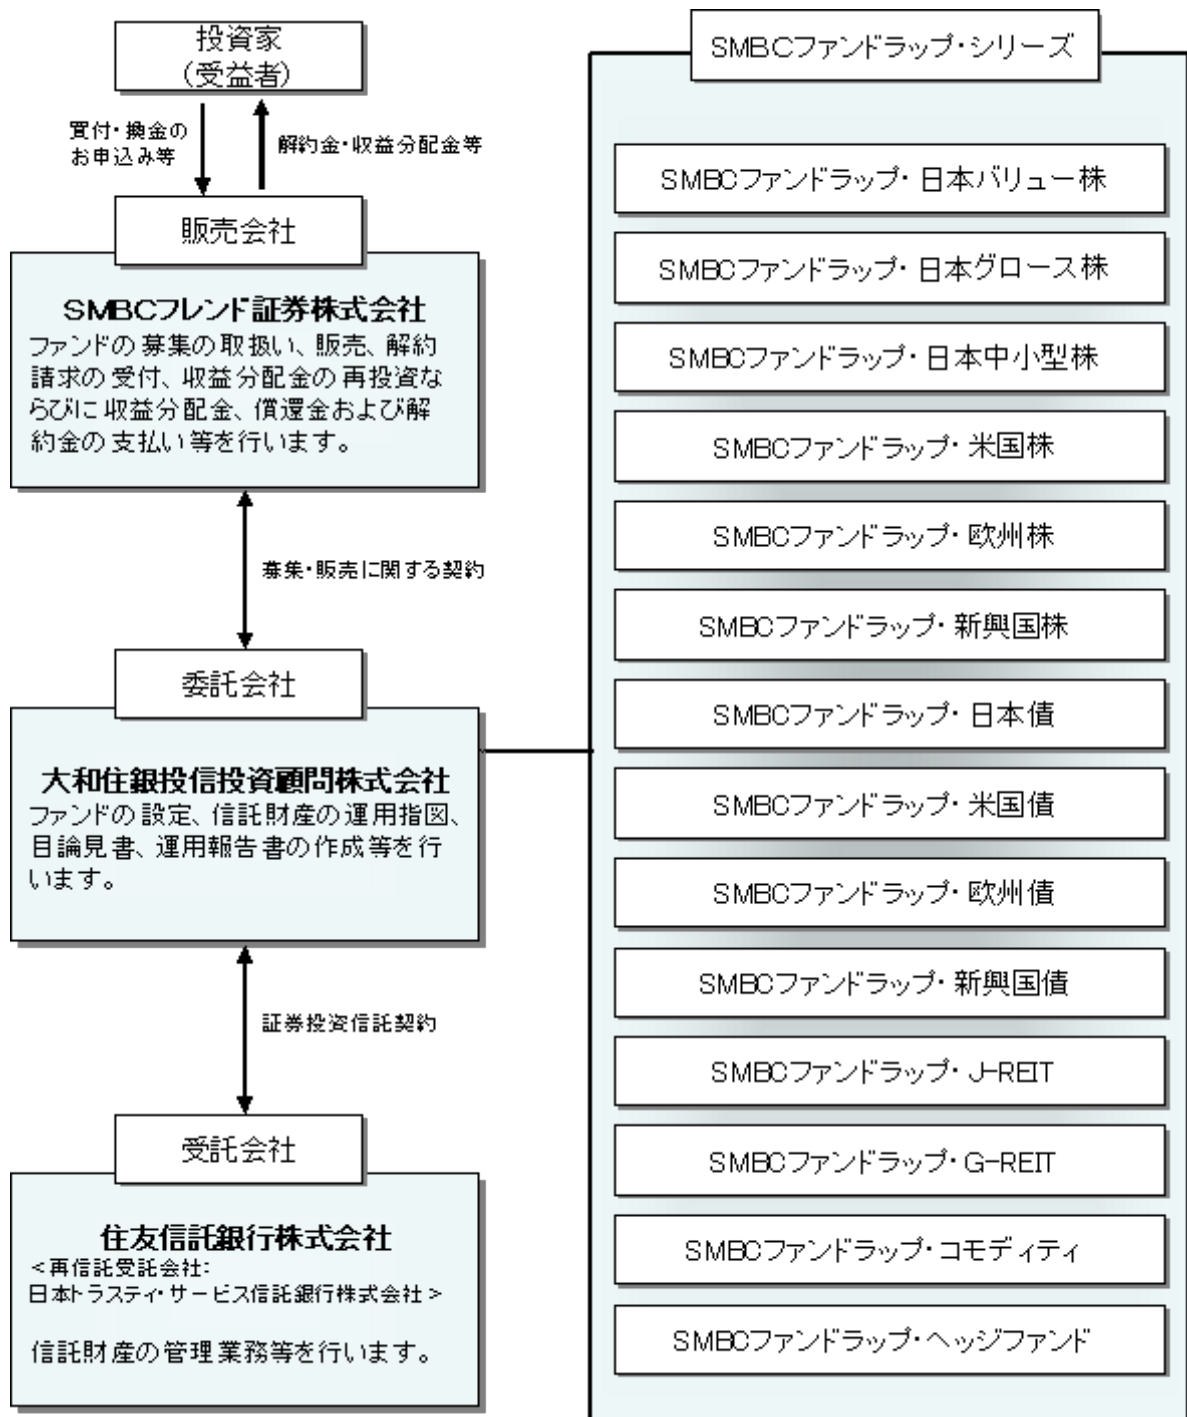 投資家
(受益者)
買付・換金の
お申込み等
解約金・収益分配金等
販売会社
SMBCフレンド証券株式会社
ファンドの募集の取扱い、販売、解約
請求の受付、収益分配金の再投資な
らびに収益分配金、償還金および解
約金の支払い等を行います。
募集・販売に関する契約
委託会社
大和住銀投信投資顧問株式会社
ファンドの設定、信託財産の運用指図、
目論見書、運用報告書の作成等を行
います。
証券投資信託契約
受託会社
住友信託銀行株式会社
<再信託受託会社:
日本トラスティ・サービス信託銀行株式会社>
信託財産の管理業務等を行います。
SMBCファンドラップ・シリーズ
SMBCファンドラップ・日本バリュー株
SMBCファンドラップ・日本グロース株
SMBCファンドラップ・日本中小型株
SMBCファンドラップ・米国株
SMBCファンドラップ・欧州株
SMBCファンドラップ・新興国株
SMBCファンドラップ・日本債
SMBCファンドラップ・米国債
SMBCファンドラップ・欧州債
SMBCファンドラップ・新興国債
SMBCファンドラップ・J-REIT
SMBCファンドラップ・G-REIT
SMBCファンドラップ・コモディティ
SMBCファンドラップ・ヘッジファンド